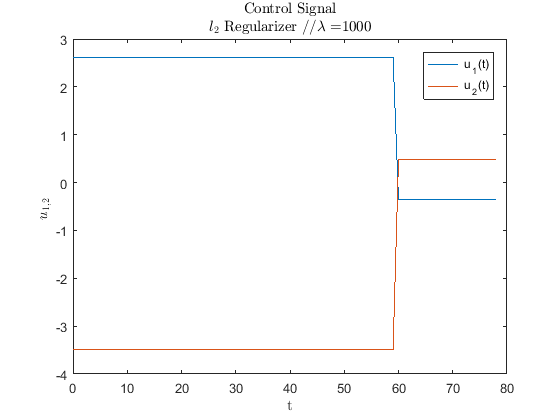 Control Signal
l₂ Regularizer //λ =1000
3
2
1
0
-1
-2
-3
-4
u₁,₂
u₁(t)
u₂(t)
0 10 20 30 40 50 60 70 80
t